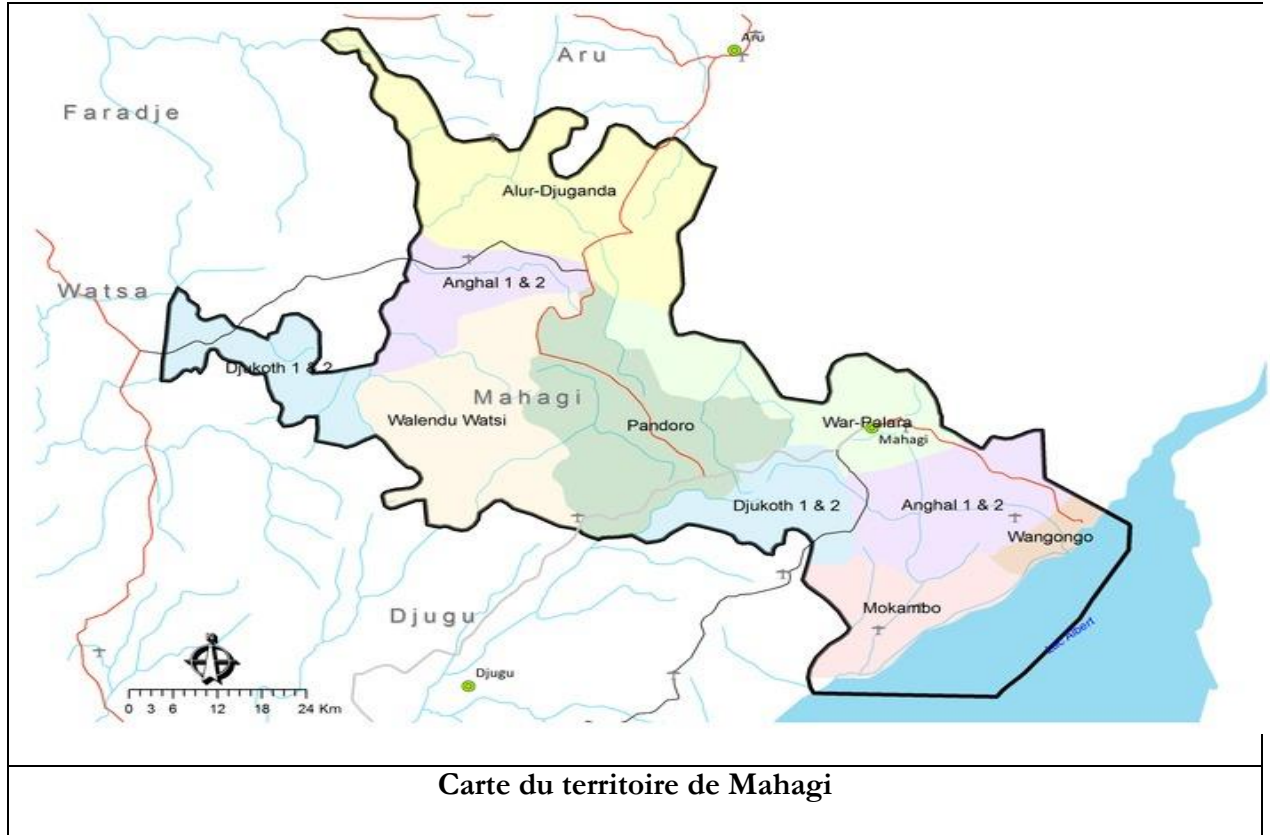 Aru
Aru
Faradje
Alur-Djuganda
Anghal 1 & 2
Watsa
Djukoth 1 & 2
Mahagi
Walendu Watsi
Pandoro
War-Palara
Mahagi
Djukoth 1 & 2
Anghal 1 & 2
Wangongo
Mokambo
Djugu
Lac Albert
Djugu
0 3 6 12 18 24 Km
Carte du territoire de Mahagi